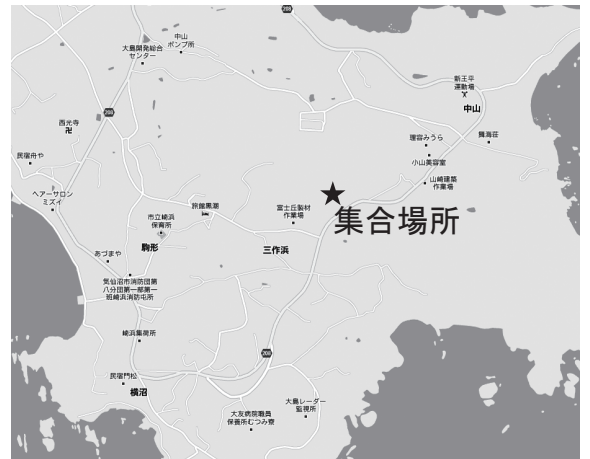 208
中山
ポンプ所
大島開発総合
センター
新王平
運動場
中山
208
西光寺
理容みうら
舞海荘
民宿舟や
小山美容室
山崎建築
作業場
ヘアーサロン
ミズイ
旅館黒潮
富士丘製材
作業場
集合場所
市立崎浜
保育所
駒形
三作浜
あづまや
気仙沼市消防団第
八分団第一部第一
班崎浜消防屯所
崎浜集荷所
208
民宿門松
横沼
大友病院職員
保養所むつみ寮
大島レーダー
監視所